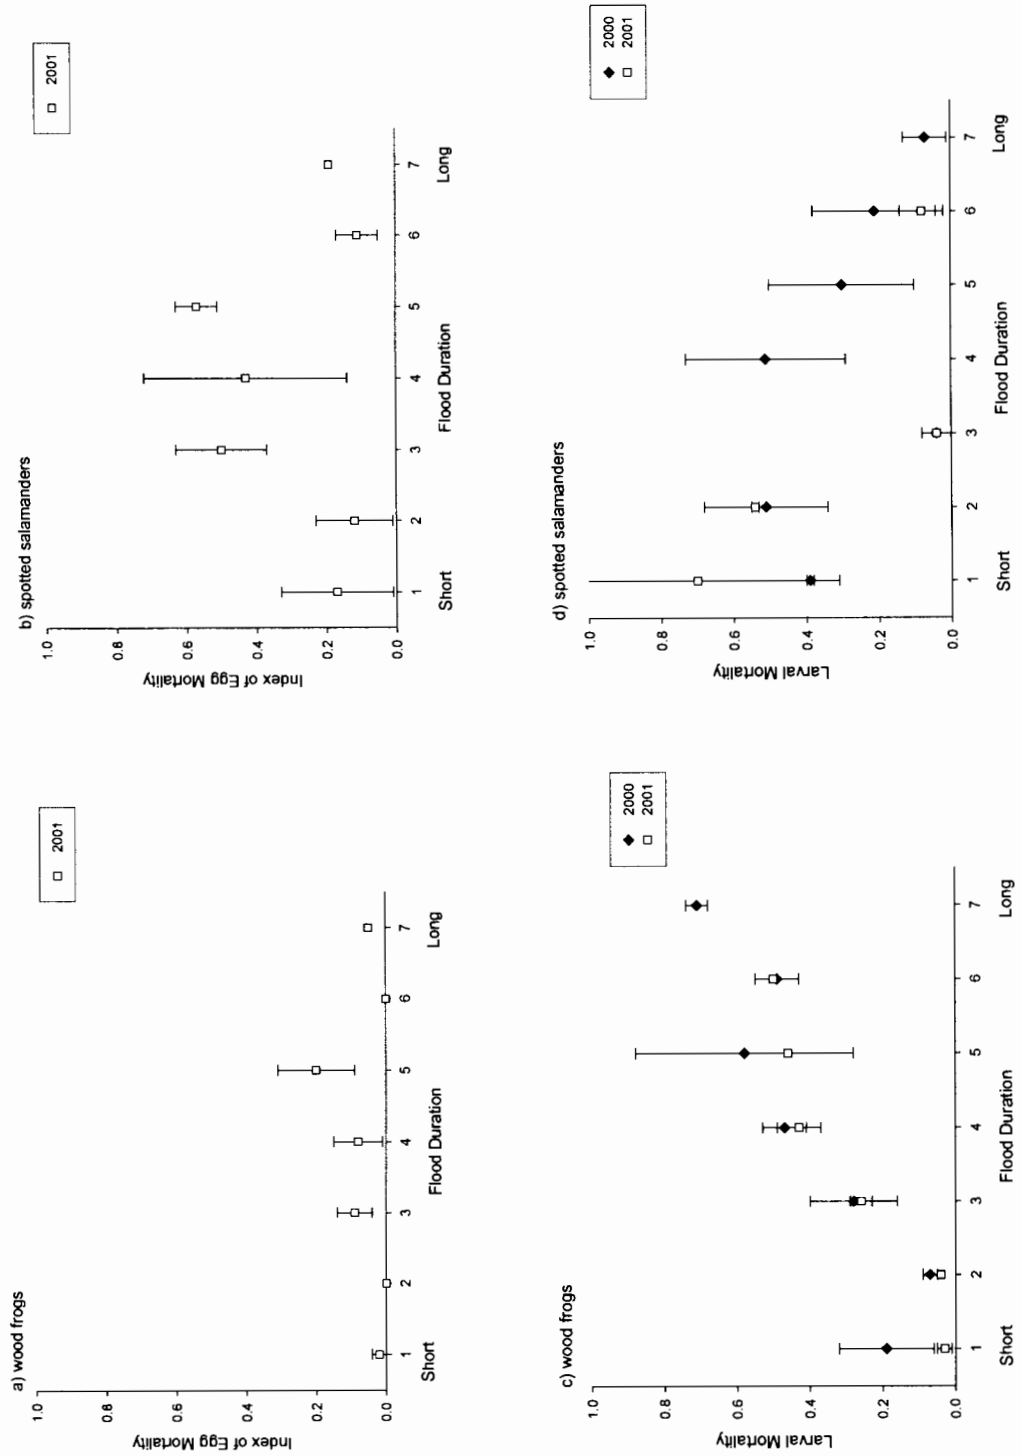 a) wood frogs
2001
Index of Egg Mortality
1.0
0.8
0.6
0.4
0.2
0.0
1 2 3 4 5 6 7
Short Flood Duration Long
b) spotted salamanders
2001
Index of Egg Mortality
1.0
0.8
0.6
0.4
0.2
0.0
1 2 3 4 5 6 7
Short Flood Duration Long
c) wood frogs
2000
2001
Larval Mortality
1.0
0.8
0.6
0.4
0.2
0.0
1 2 3 4 5 6 7
Short Flood Duration Long
d) spotted salamanders
2000
2001
Larval Mortality
1.0
0.8
0.6
0.4
0.2
0.0
1 2 3 4 5 6 7
Short Flood Duration Long